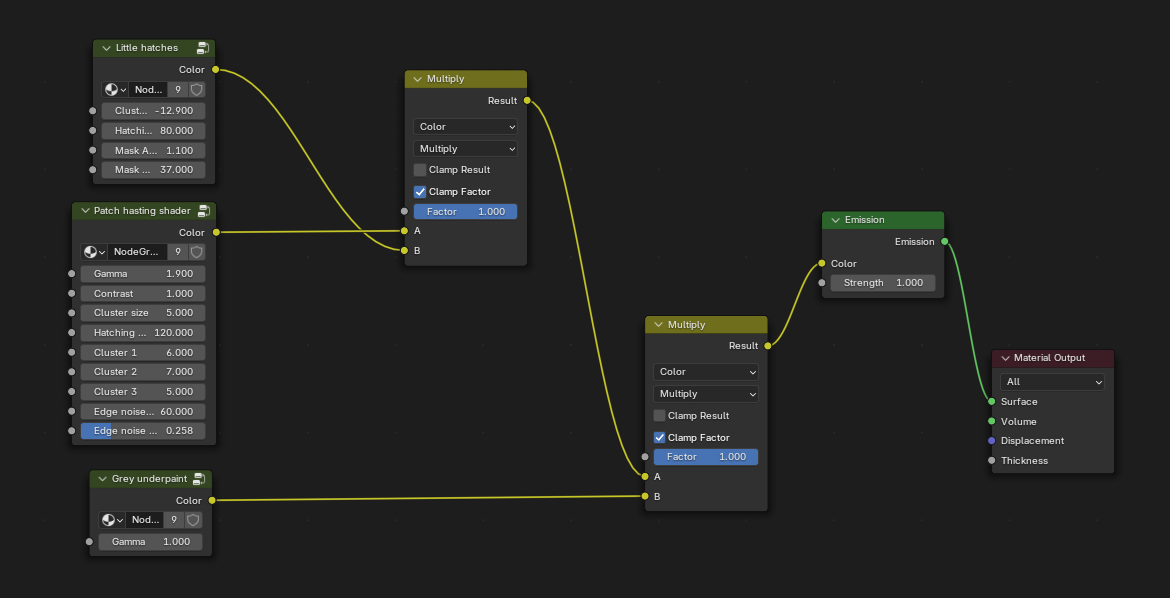 Little hatches
Color
Nod... 9
Clust... -12.900
Hatchi... 80.000
Mask A... 1.100
Mask ... 37.000
Patch hasting shader
Color
NodeGr... 9
Gamma 1.900
Contrast 1.000
Cluster size 5.000
Hatching ... 120.000
Cluster 1 6.000
Cluster 2 7.000
Cluster 3 5.000
Edge noise... 60.000
Edge noise ... 0.258
Grey underpaint
Color
Nod... 9
Gamma 1.000
Multiply
Result
Color
Multiply
Clamp Result
Clamp Factor
Factor 1.000
A
B
Multiply
Result
Color
Multiply
Clamp Result
Clamp Factor
Factor 1.000
A
B
Emission
Emission
Color
Strength 1.000
Material Output
All
Surface
Volume
Displacement
Thickness